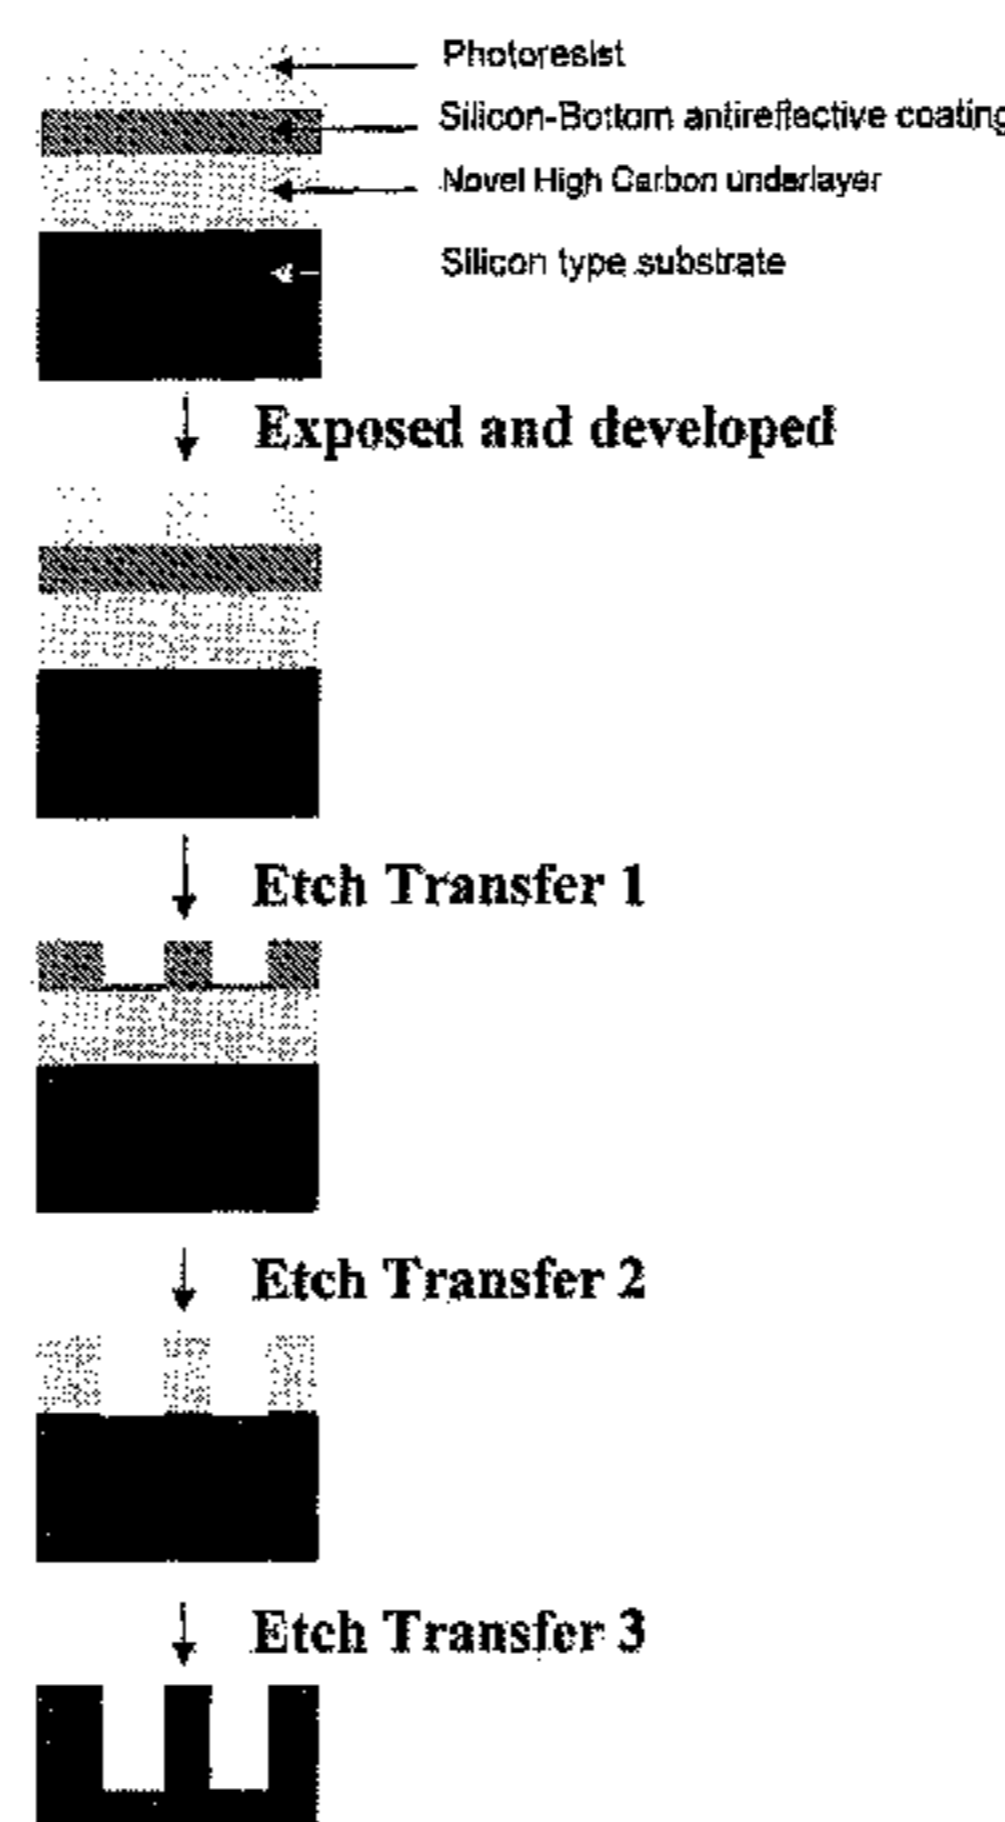 Photoresist
Silicon-Bottom antireflective coating
Novel High Carbon underlayer
Silicon type substrate
Exposed and developed
Etch Transfer 1
Etch Transfer 2
Etch Transfer 3